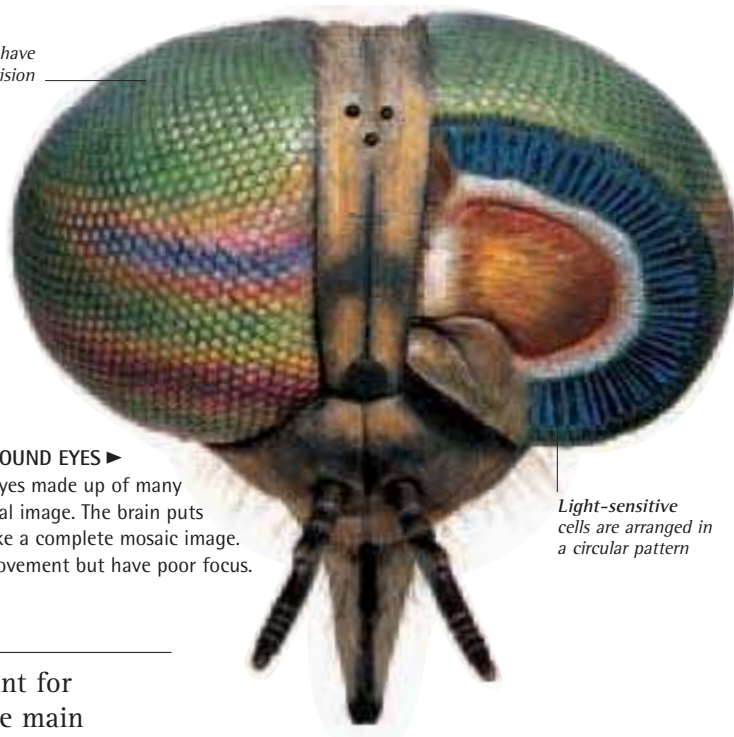 have
ision
OUND EYES ►
yes made up of many
al image. The brain puts
ke a complete mosaic image.
ovement but have poor focus.
Light-sensitive
cells are arranged in
a circular pattern
nt for
e main